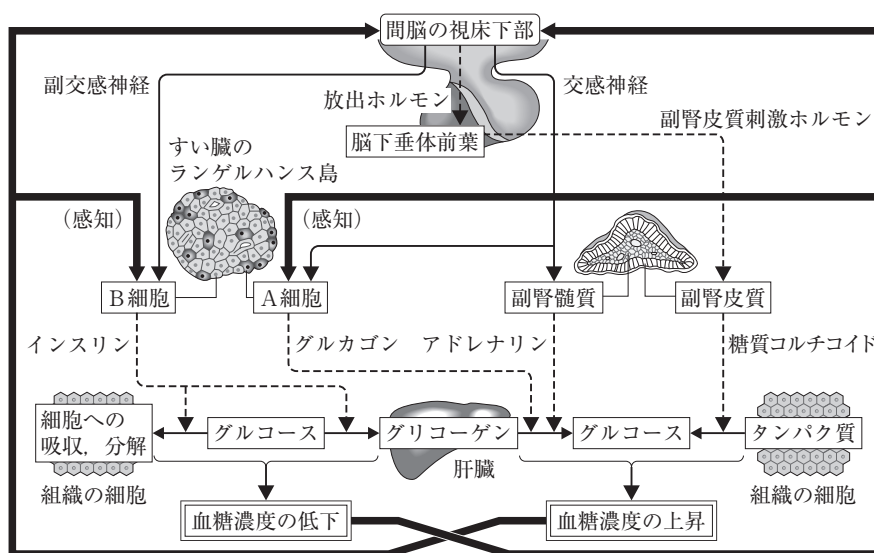 間脳の視床下部
副交感神経
交感神経
放出ホルモン
副腎皮質刺激ホルモン
脳下垂体前葉
すい臓の
ランゲルハンス島
(感知)
(感知)
B細胞
A細胞
副腎髄質
副腎皮質
インスリン
グルカゴン
アドレナリン
糖質コルチコイド
細胞への
吸収,分解
グルコース
グリコーゲン
グルコース
タンパク質
肝臓
組織の細胞
組織の細胞
血糖濃度の低下
血糖濃度の上昇